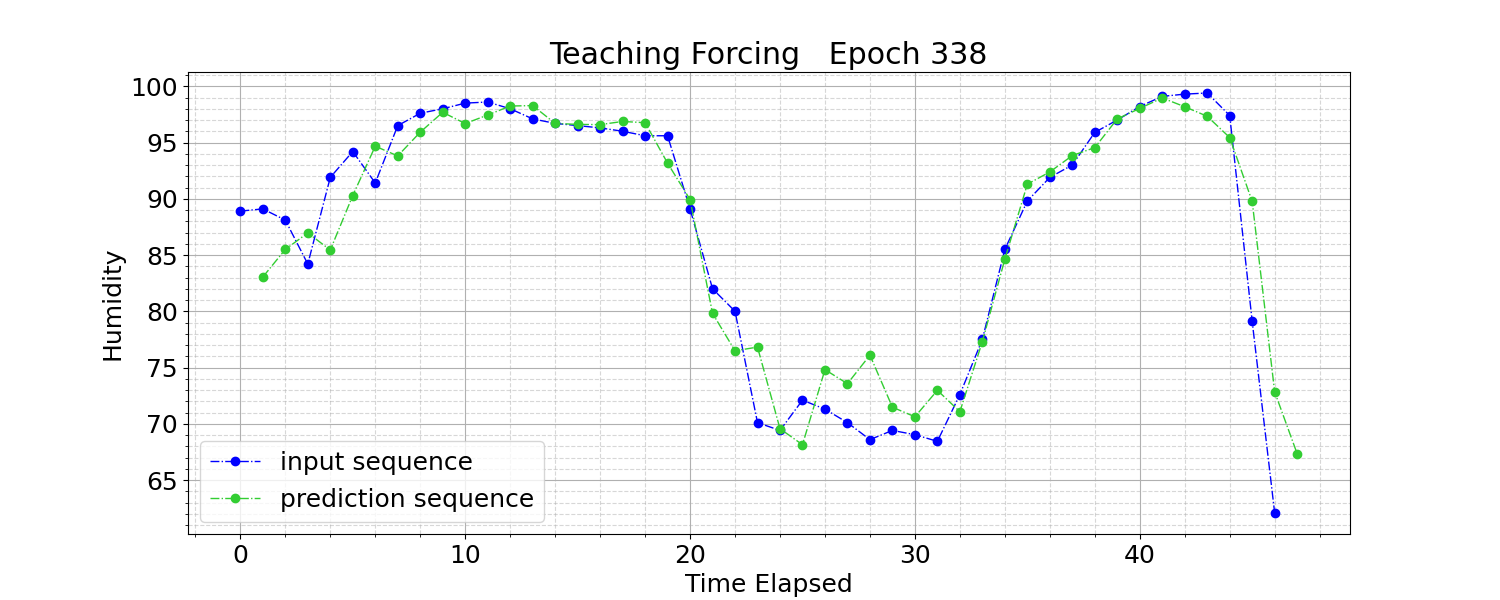 Teaching Forcing   Epoch 338
100
95
90
85
80
75
70
65
Humidity
input sequence
prediction sequence
0 10 20 30 40
Time Elapsed